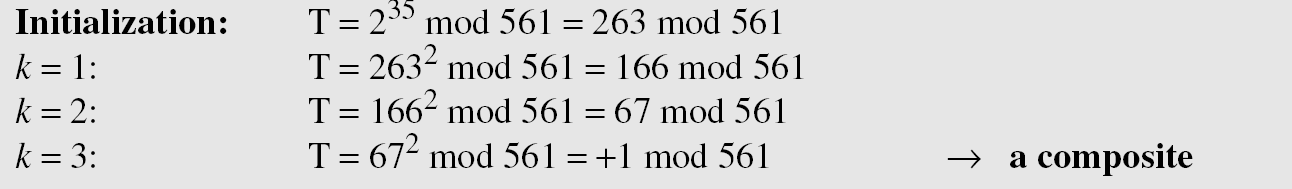 Initialization: T = 2^35 mod 561 = 263 mod 561
k = 1: T = 263^2 mod 561 = 166 mod 561
k = 2: T = 166^2 mod 561 = 67 mod 561
k = 3: T = 67^2 mod 561 = +1 mod 561 → a composite